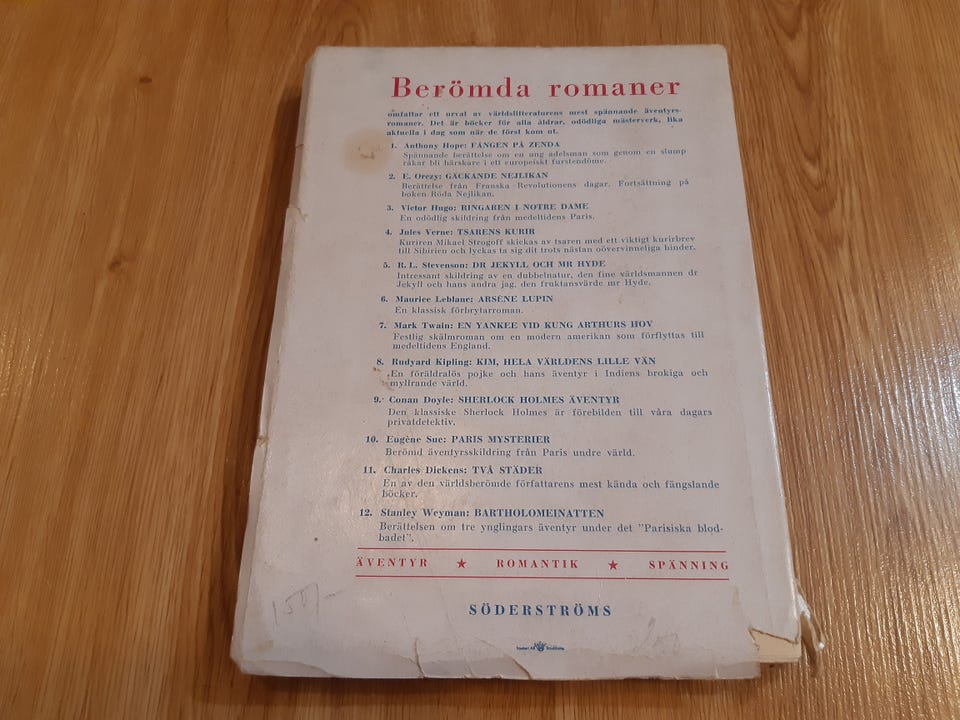 Berömda romaner
omfattar ett urval av världslitteraturens mest spännande äventyrs-
romaner. Det är böcker för alla åldrar, odödliga mästerverk, lika
aktuella i dag som när de först kom ut.
1. Anthony Hope: FÅNGEN PÅ ZENDA
Spännande berättelse om en ung adelsman som genom en slump
råkar bli härskare i ett europeiskt furstendöme.
2. E. Orczy: GÄCKANDE NEJLIKAN
Berättelse från Franska Revolutionens dagar. Fortsättning på
boken Röda Nejlikan.
3. Victor Hugo: RINGAREN I NOTRE DAME
En odödlig skildring från medeltidens Paris.
4. Jules Verne: TSARENS KURIR
Kuriren Mikael Strogoff skickas av tsaren med ett viktigt kurirbrev
till Sibirien och lyckas ta sig dit trots nästan oövervinneliga hinder.
5. R. L. Stevenson: DR JEKYLL OCH MR HYDE
Intressant skildring av en dubbelnatur, den fine världsmannen dr
Jekyll och hans andra jag, den fruktansvärde mr Hyde.
6. Maurice Leblanc: ARSÈNE LUPIN
En klassisk förbrytarroman.
7. Mark Twain: EN YANKEE VID KUNG ARTHURS HOV
Festlig skälmroman om en modern amerikan som förflyttas till
medeltidens England.
8. Rudyard Kipling: KIM, HELA VÄRLDENS LILLE VÄN
En föräldralös pojke och hans äventyr i Indiens brokiga och
myllrande värld.
9. Conan Doyle: SHERLOCK HOLMES ÄVENTYR
Den klassiske Sherlock Holmes är förebilden till våra dagars
privatdetektiv.
10. Eugène Sue: PARIS MYSTERIER
Berömd äventyrsskildring från Paris undre värld.
11. Charles Dickens: TVÅ STÄDER
En av den världsberömde författarens mest kända och fängslande
böcker.
12. Stanley Weyman: BARTHOLOMEINATTEN
Berättelsen om tre ynglingars äventyr under det "Parisiska blod-
badet".
ÄVENTYR ★ ROMANTIK ★ SPÄNNING
SÖDERSTRÖMS